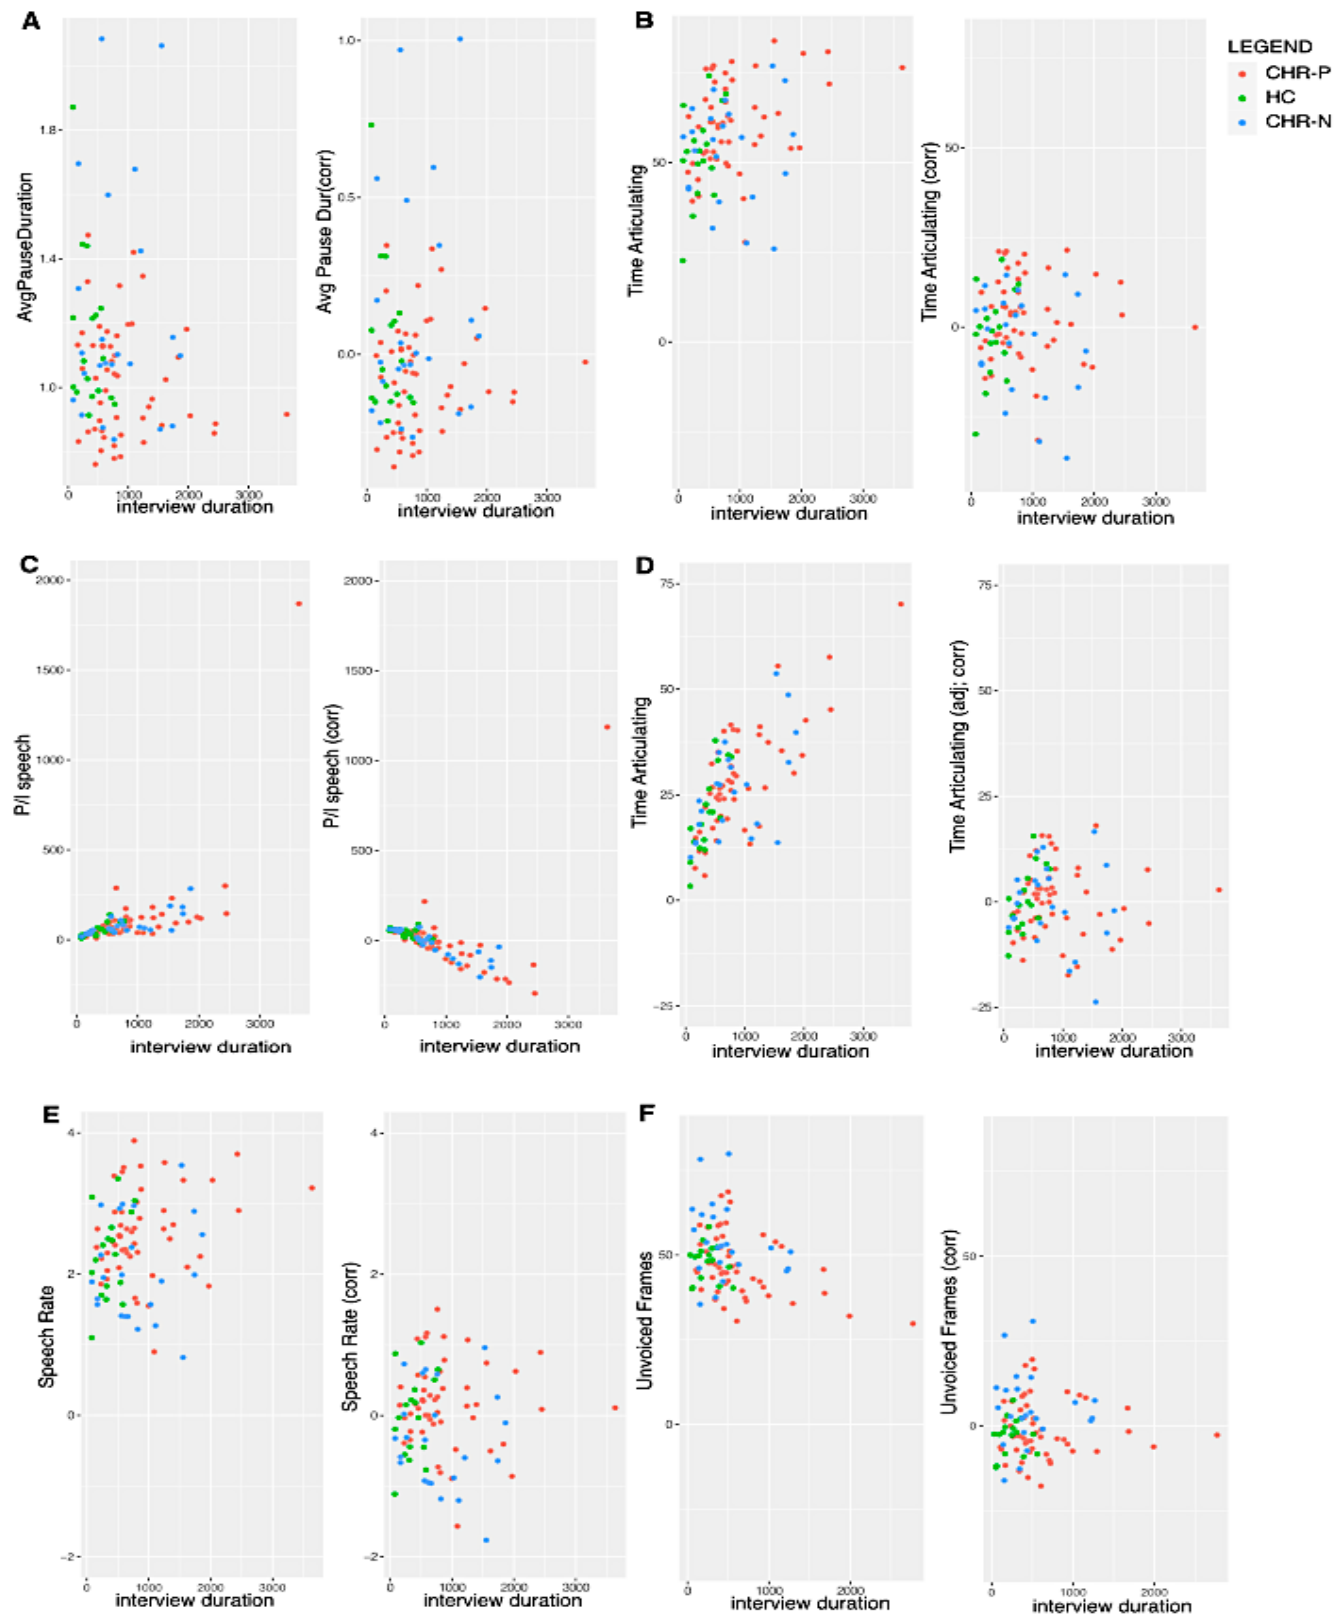 A
AvgPauseDuration
1.8
1.4
1.0
0
1000
2000
3000
interview duration
Avg Pause Dur(corr)
1.0
0.5
0.0
0
1000
2000
3000
interview duration
B
Time Articulating
50
0
0
1000
2000
3000
interview duration
Time Articulating (corr)
50
0
0
1000
2000
3000
interview duration
LEGEND
CHR-P
HC
CHR-N
C
P/I speech
2000
1500
1000
500
0
0
1000
2000
3000
interview duration
P/I speech (corr)
2000
1500
1000
500
0
0
1000
2000
3000
interview duration
D
Time Articulating
75
50
25
0
−25
0
1000
2000
3000
interview duration
Time Articulating (adj; corr)
75
50
25
0
−25
0
1000
2000
3000
interview duration
E
Speech Rate
4
2
0
−2
0
1000
2000
3000
interview duration
Speech Rate (corr)
4
2
0
−2
0
1000
2000
3000
interview duration
F
Unvoiced Frames
50
0
0
1000
2000
interview duration
Unvoiced Frames (corr)
50
0
0
1000
2000
interview duration